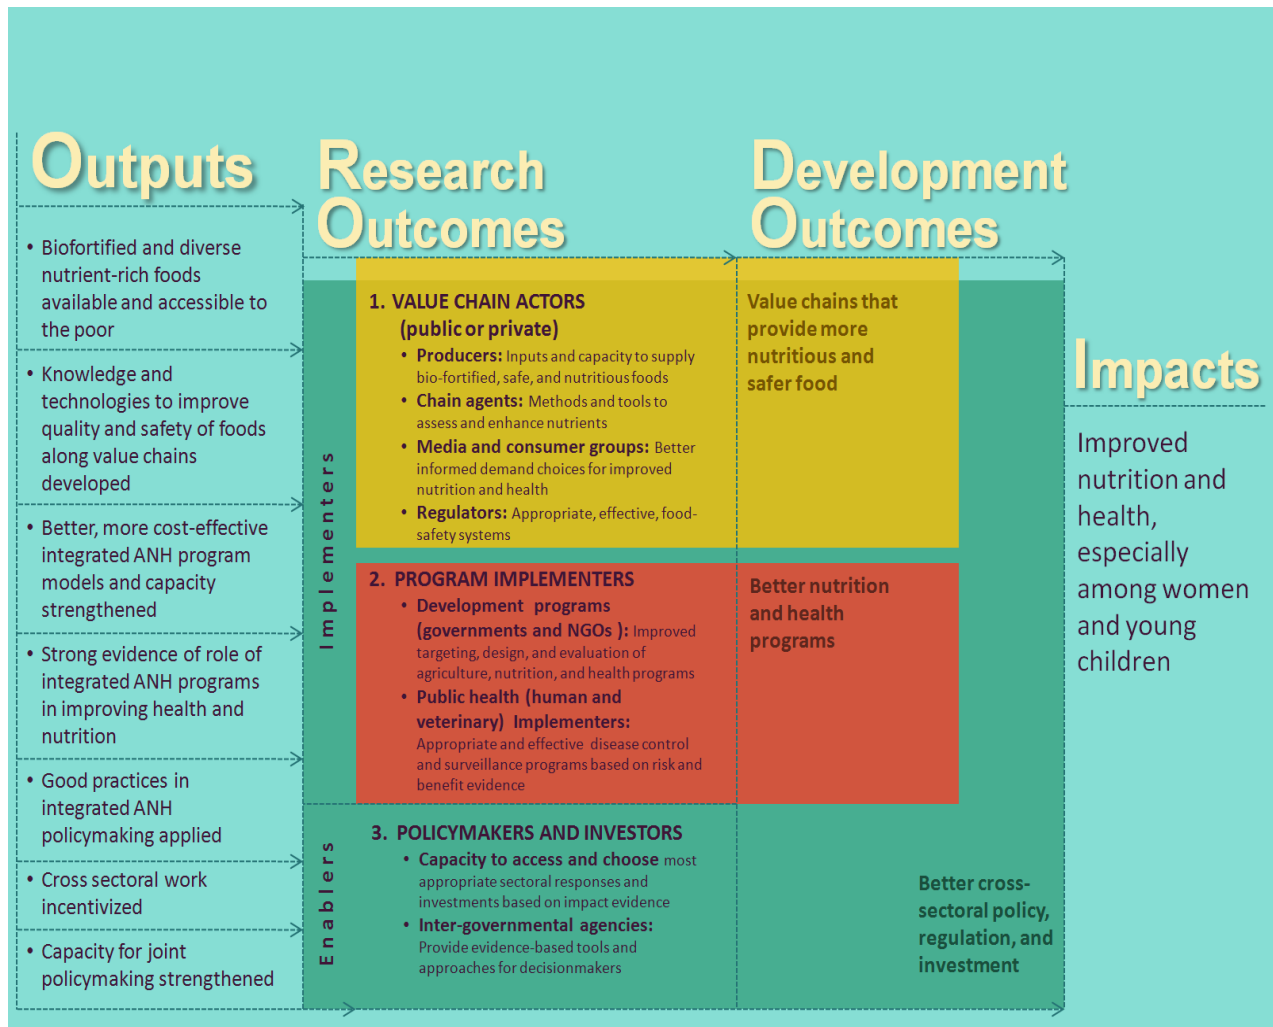 Outputs
• Biofortified and diverse
nutrient-rich foods
available and accessible to
the poor
• Knowledge and
technologies to improve
quality and safety of foods
along value chains
developed
• Better, more cost-effective
integrated ANH program
models and capacity
strengthened
• Strong evidence of role of
integrated ANH programs
in improving health and
nutrition
• Good practices in
integrated ANH
policymaking applied
• Cross sectoral work
incentivized
• Capacity for joint
policymaking strengthened
Research
Outcomes
Implementers
1. VALUE CHAIN ACTORS
(public or private)
• Producers: Inputs and capacity to supply
bio-fortified, safe, and nutritious foods
• Chain agents: Methods and tools to
assess and enhance nutrients
• Media and consumer groups: Better
informed demand choices for improved
nutrition and health
• Regulators: Appropriate, effective, food-
safety systems
2. PROGRAM IMPLEMENTERS
• Development programs
(governments and NGOs ): Improved
targeting, design, and evaluation of
agriculture, nutrition, and health programs
• Public health (human and
veterinary) Implementers:
Appropriate and effective disease control
and surveillance programs based on risk and
benefit evidence
Enablers
3. POLICYMAKERS AND INVESTORS
• Capacity to access and choose most
appropriate sectoral responses and
investments based on impact evidence
• Inter-governmental agencies:
Provide evidence-based tools and
approaches for decisionmakers
Development
Outcomes
Value chains that
provide more
nutritious and
safer food
Better nutrition
and health
programs
Better cross-
sectoral policy,
regulation, and
investment
Impacts
Improved
nutrition and
health,
especially
among women
and young
children